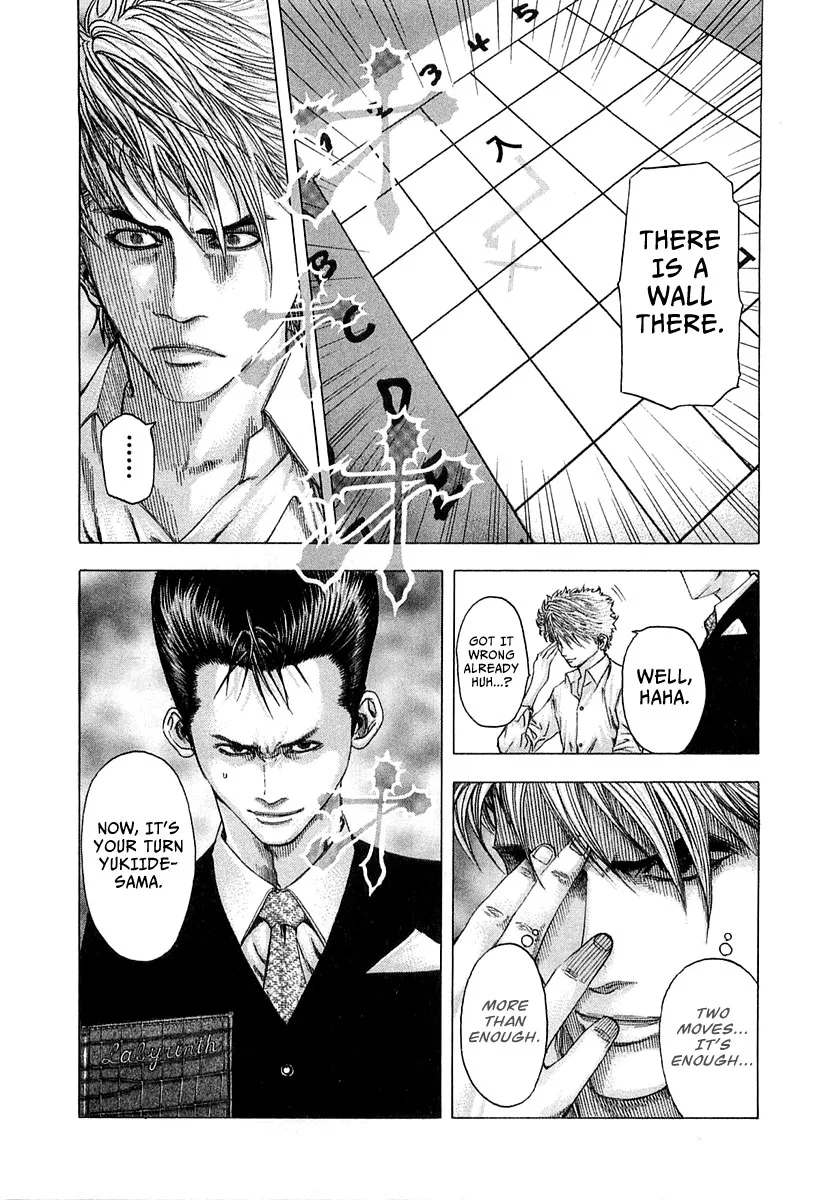 1 2 3 4 5
入
B
C
D
THERE
IS A
WALL
THERE.
......
WELL,
HAHA.
GOT IT
WRONG
ALREADY
HUH...?
TWO
MOVES...
IT'S
ENOUGH...
MORE
THAN
ENOUGH.
NOW, IT'S
YOUR TURN
YUKIIDE-
SAMA.
Labyrinth